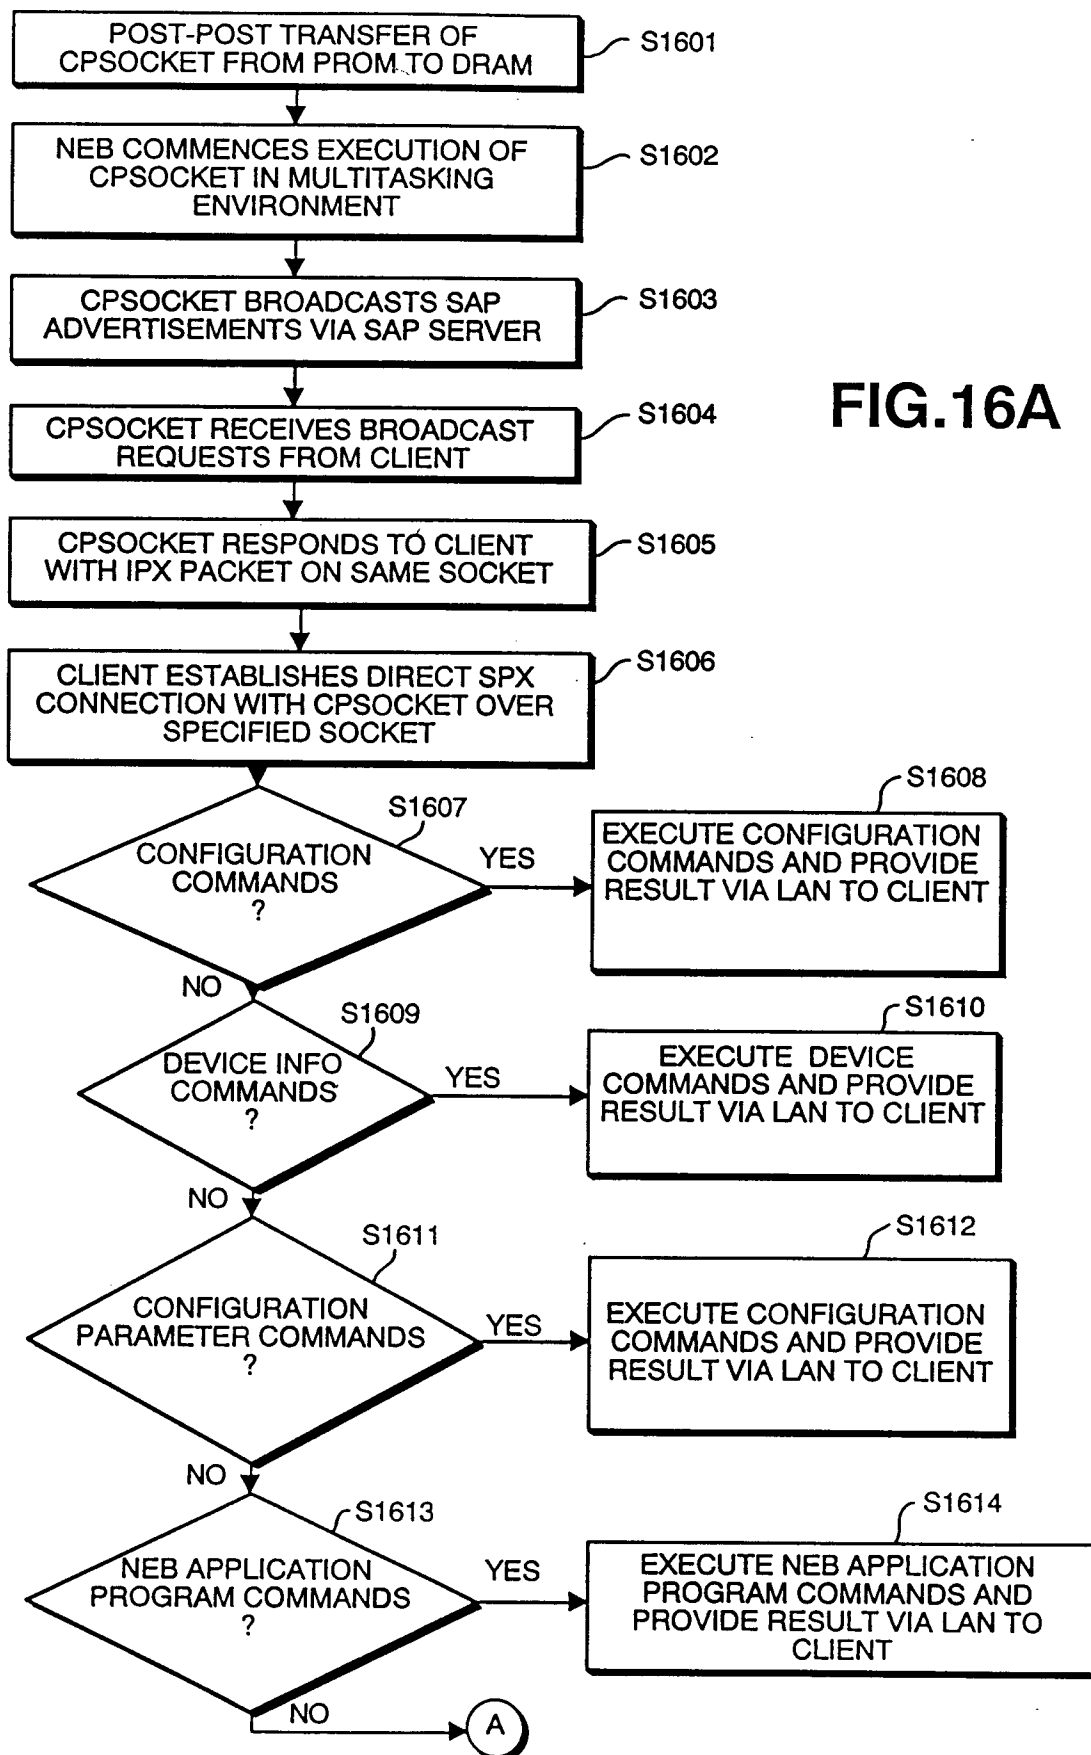 POST-POST TRANSFER OF
CPSOCKET FROM PROM TO DRAM
S1601
NEB COMMENCES EXECUTION OF
CPSOCKET IN MULTITASKING
ENVIRONMENT
S1602
CPSOCKET BROADCASTS SAP
ADVERTISEMENTS VIA SAP SERVER
S1603
FIG.16A
CPSOCKET RECEIVES BROADCAST
REQUESTS FROM CLIENT
S1604
CPSOCKET RESPONDS TO CLIENT
WITH IPX PACKET ON SAME SOCKET
S1605
CLIENT ESTABLISHES DIRECT SPX
CONNECTION WITH CPSOCKET OVER
SPECIFIED SOCKET
S1606
S1607
CONFIGURATION
COMMANDS
?
YES
S1608
EXECUTE CONFIGURATION
COMMANDS AND PROVIDE
RESULT VIA LAN TO CLIENT
NO
S1609
DEVICE INFO
COMMANDS
?
YES
S1610
EXECUTE DEVICE
COMMANDS AND PROVIDE
RESULT VIA LAN TO CLIENT
NO
S1611
CONFIGURATION
PARAMETER COMMANDS
?
YES
S1612
EXECUTE CONFIGURATION
COMMANDS AND PROVIDE
RESULT VIA LAN TO CLIENT
NO
S1613
NEB APPLICATION
PROGRAM COMMANDS
?
YES
S1614
EXECUTE NEB APPLICATION
PROGRAM COMMANDS AND
PROVIDE RESULT VIA LAN TO
CLIENT
NO
A